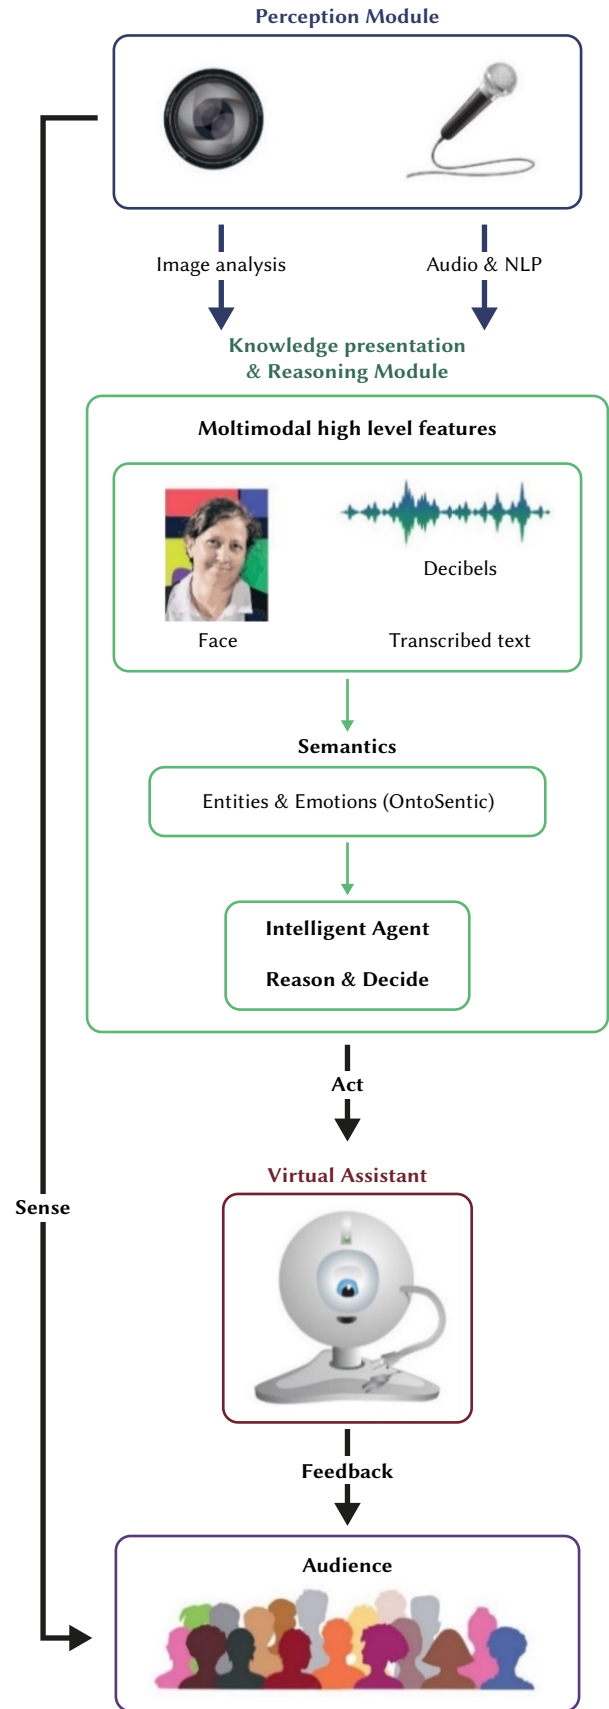 Perception Module
Image analysis
Audio & NLP
Knowledge presentation
& Reasoning Module
Moltimodal high level features
Decibels
Face
Transcribed text
Semantics
Entities & Emotions (OntoSentic)
Intelligent Agent
Reason & Decide
Act
Virtual Assistant
Sense
Feedback
Audience